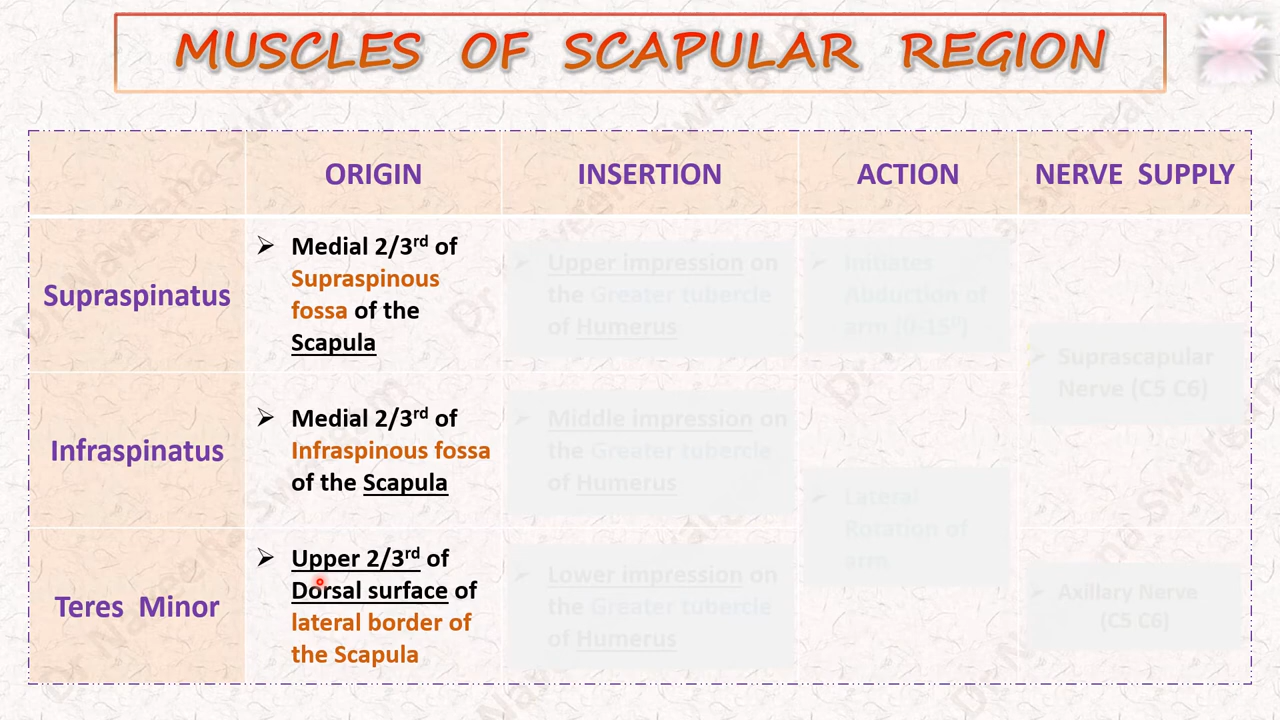 MUSCLES OF SCAPULAR REGION
ORIGIN
INSERTION
ACTION
NERVE SUPPLY
Supraspinatus
➢ Medial 2/3rd of
Supraspinous
fossa of the
Scapula
➢ Upper impression on
the Greater tubercle
of Humerus
➢ Initiates
Abduction of
arm (0-15°)
➢ Suprascapular
Nerve (C5 C6)
Infraspinatus
➢ Medial 2/3rd of
Infraspinous fossa
of the Scapula
➢ Middle impression on
the Greater tubercle
of Humerus
➢ Lateral
Rotation of
arm
Teres Minor
➢ Upper 2/3rd of
Dorsal surface of
lateral border of
the Scapula
➢ Lower impression on
the Greater tubercle
of Humerus
➢ Axillary Nerve
(C5 C6)